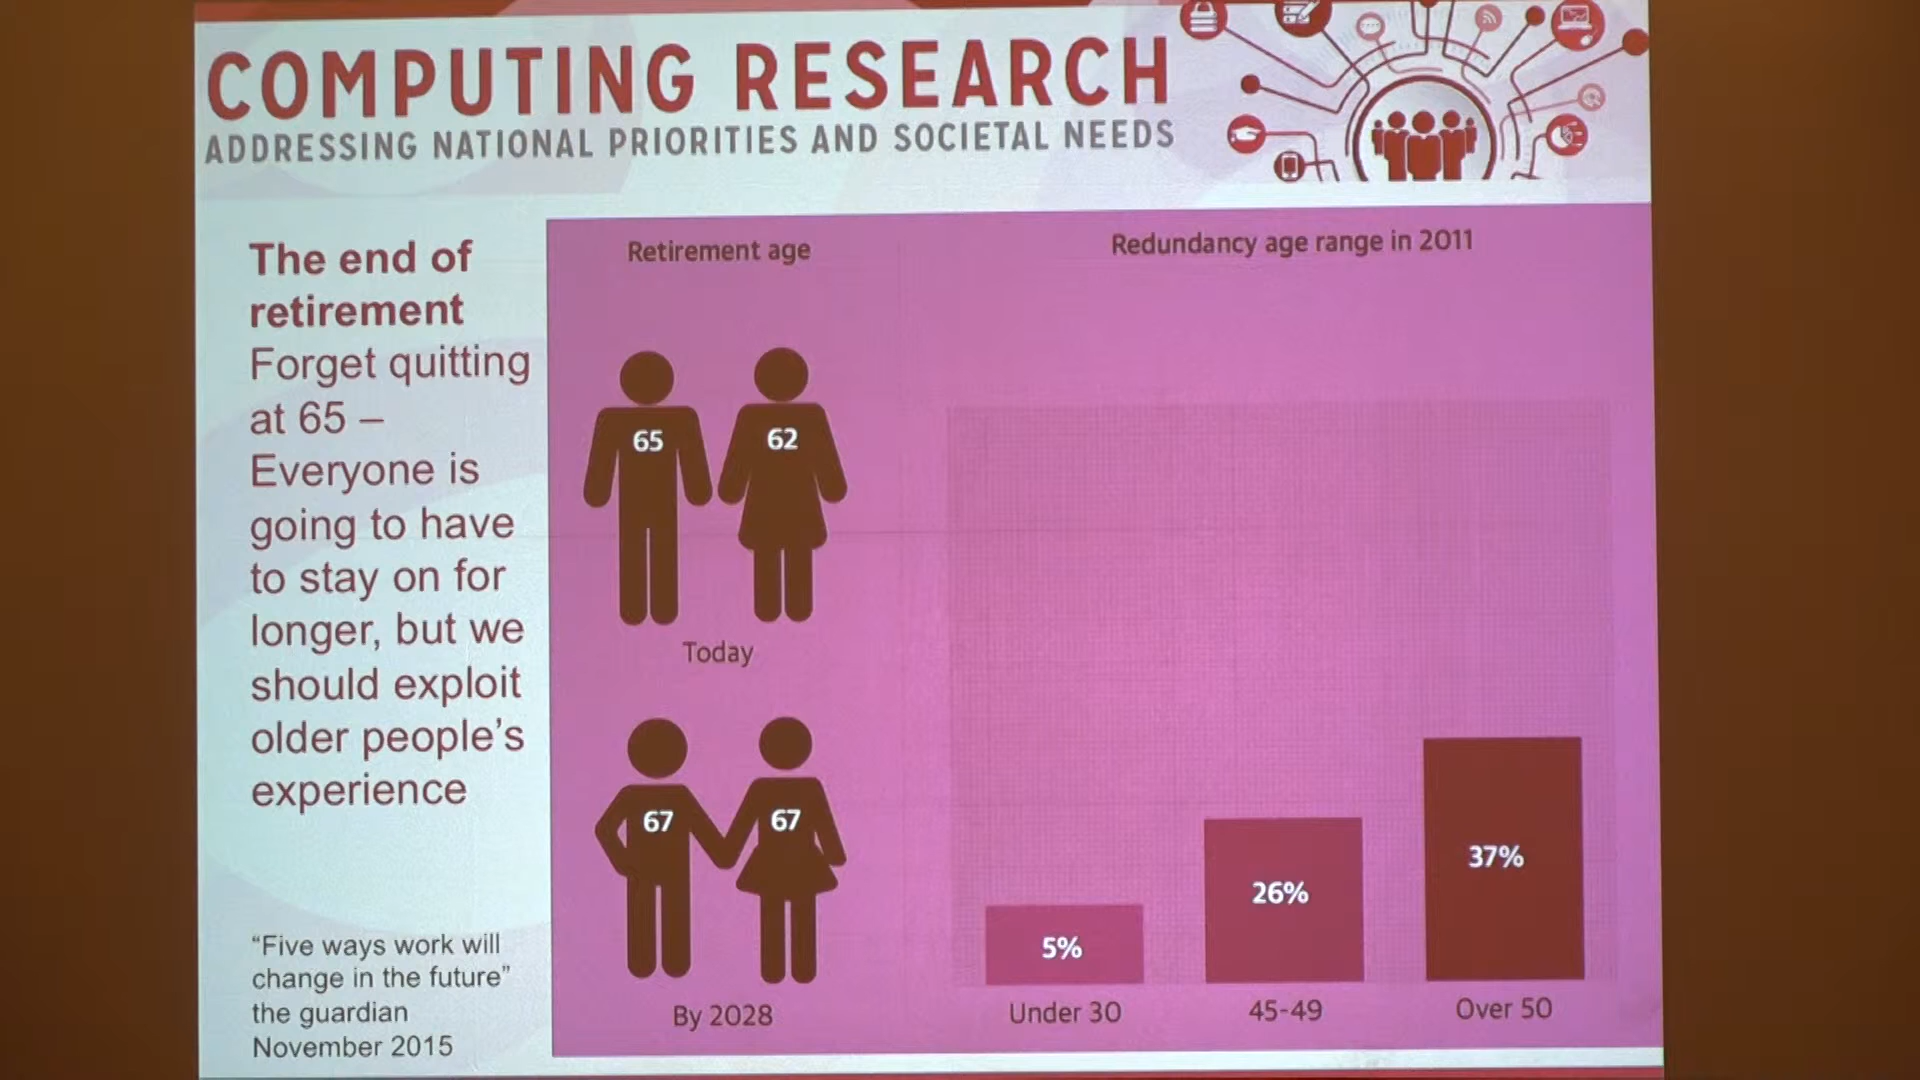 COMPUTING RESEARCH
ADDRESSING NATIONAL PRIORITIES AND SOCIETAL NEEDS
The end of
retirement
Forget quitting
at 65 –
Everyone is
going to have
to stay on for
longer, but we
should exploit
older people's
experience
"Five ways work will
change in the future"
the guardian
November 2015
Retirement age
65
62
Today
67
67
By 2028
Redundancy age range in 2011
5%
26%
37%
Under 30
45-49
Over 50